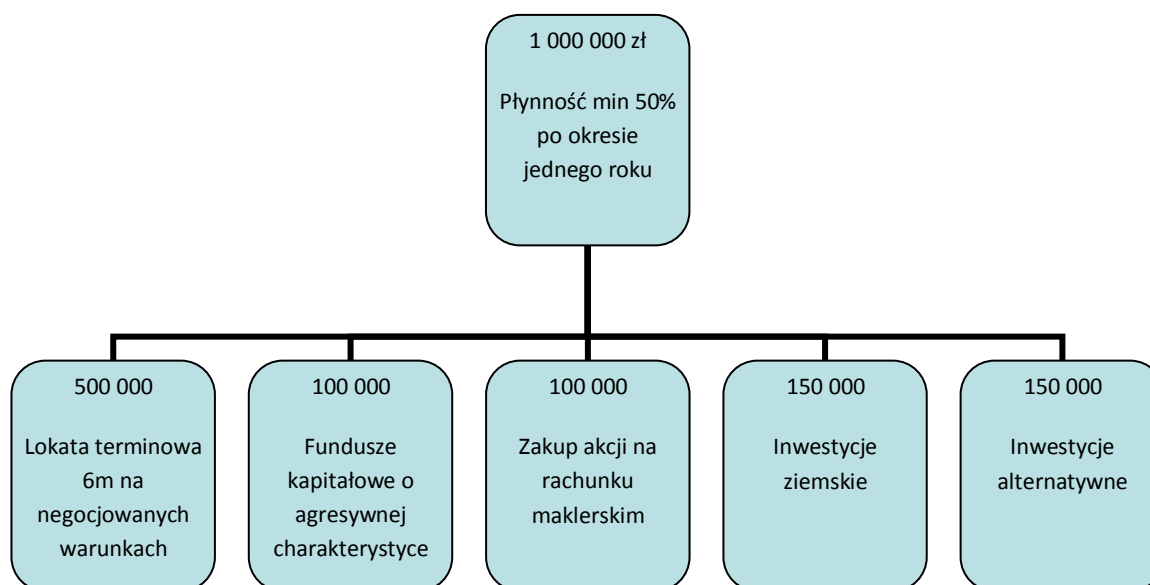 1 000 000 zł
Płynność min 50%
po okresie
jednego roku
500 000
Lokata terminowa
6m na
negocjowanych
warunkach
100 000
Fundusze
kapitałowe o
agresywnej
charakterystyce
100 000
Zakup akcji na
rachunku
maklerskim
150 000
Inwestycje
ziemskie
150 000
Inwestycje
alternatywne